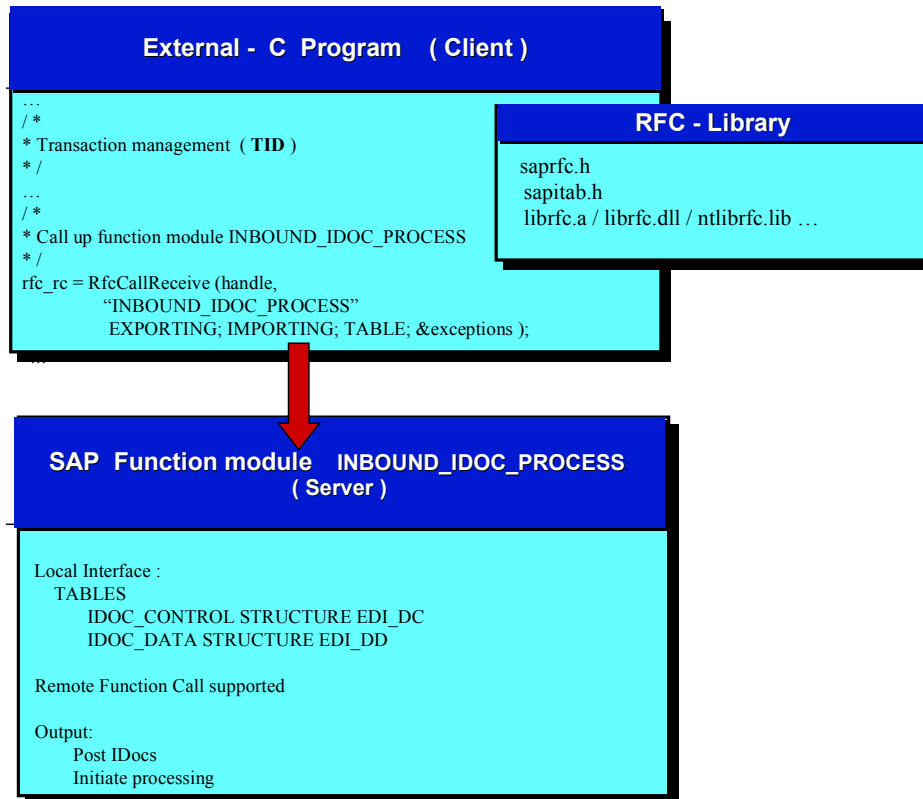 External - C Program ( Client )
…
/ *
* Transaction management ( TID )
* /
…
/ *
* Call up function module INBOUND_IDOC_PROCESS
* /
rfc_rc = RfcCallReceive (handle,
“INBOUND_IDOC_PROCESS”
EXPORTING; IMPORTING; TABLE; &exceptions );
…
RFC - Library
saprfc.h
sapitab.h
librfc.a / librfc.dll / ntlibrfc.lib …
SAP Function module INBOUND_IDOC_PROCESS
( Server )
Local Interface :
TABLES
IDOC_CONTROL STRUCTURE EDI_DC
IDOC_DATA STRUCTURE EDI_DD
Remote Function Call supported
Output:
Post IDocs
Initiate processing